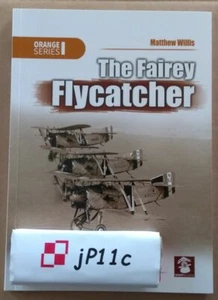 ORANGE
SERIES
Matthew Willis
The Fairey
Flycatcher
jP11c